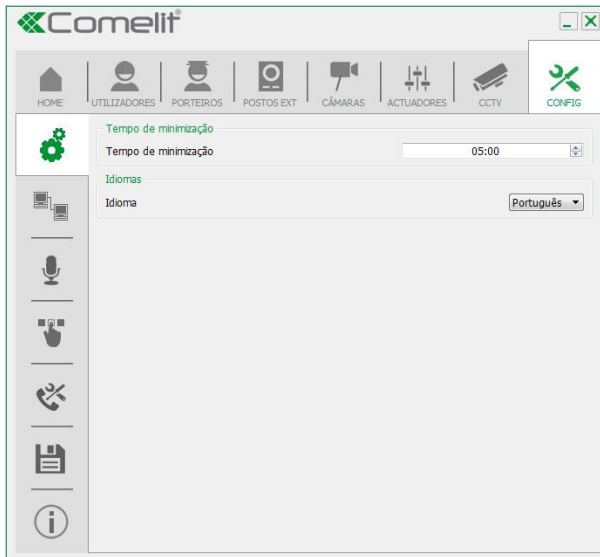 Comelit®
HOME
UTILIZADORES
PORTEIROS
POSTOS EXT
CÂMARAS
ACTUADORES
CCTV
CONFIG
Tempo de minimização
Tempo de minimização 05:00
Idiomas
Idioma Português